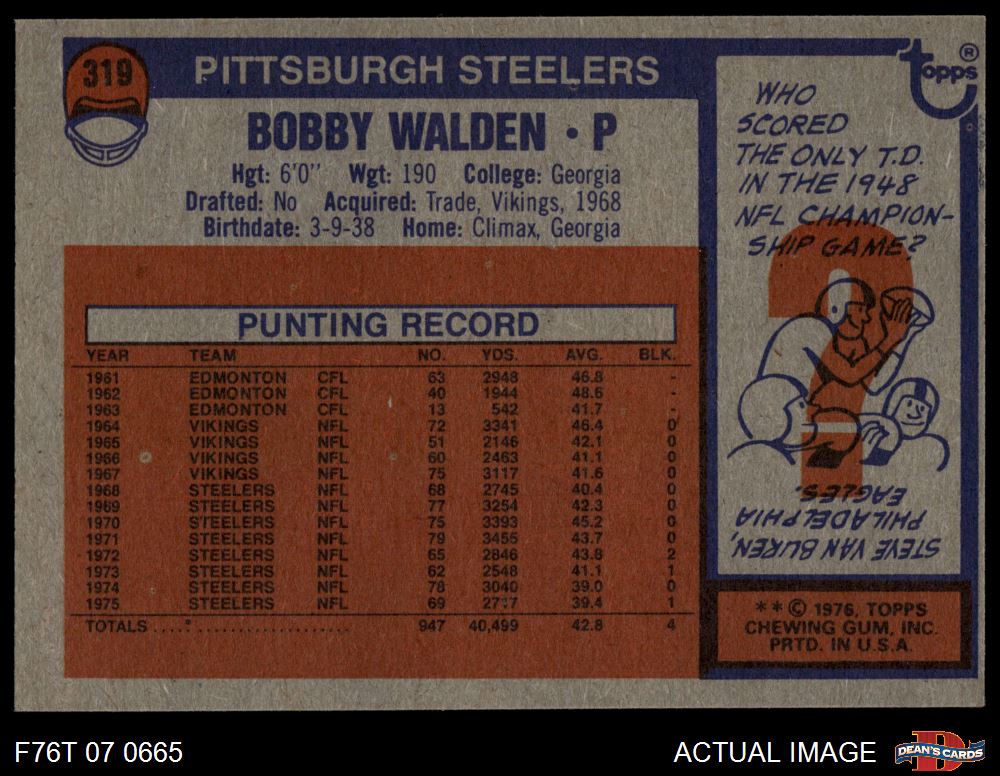 319
PITTSBURGH STEELERS
BOBBY WALDEN • P
Hgt: 6'0" Wgt: 190 College: Georgia
Drafted: No Acquired: Trade, Vikings, 1968
Birthdate: 3-9-38 Home: Climax, Georgia
PUNTING RECORD
YEAR TEAM NO. YDS. AVG. BLK.
1961 EDMONTON CFL 63 2948 46.8 -
1962 EDMONTON CFL 40 1944 48.6 -
1963 EDMONTON CFL 13 542 41.7 -
1964 VIKINGS NFL 72 3341 46.4 0
1965 VIKINGS NFL 51 2146 42.1 0
1966 VIKINGS NFL 60 2463 41.1 0
1967 VIKINGS NFL 75 3117 41.6 0
1968 STEELERS NFL 68 2745 40.4 0
1969 STEELERS NFL 77 3254 42.3 0
1970 STEELERS NFL 75 3393 45.2 0
1971 STEELERS NFL 79 3455 43.7 0
1972 STEELERS NFL 65 2846 43.8 2
1973 STEELERS NFL 62 2548 41.1 1
1974 STEELERS NFL 78 3040 39.0 0
1975 STEELERS NFL 69 2717 39.4 1
TOTALS 947 40,499 42.8 4
topps ®
WHO
SCORED
THE ONLY T.D.
IN THE 1948
NFL CHAMPION-
SHIP GAME?
?
STEVE VAN BUREN,
PHILADELPHIA
EAGLES.
** © 1976, TOPPS
CHEWING GUM, INC.
PRTD. IN U.S.A.
F76T 07 0665
ACTUAL IMAGE
DEAN'S CARDS